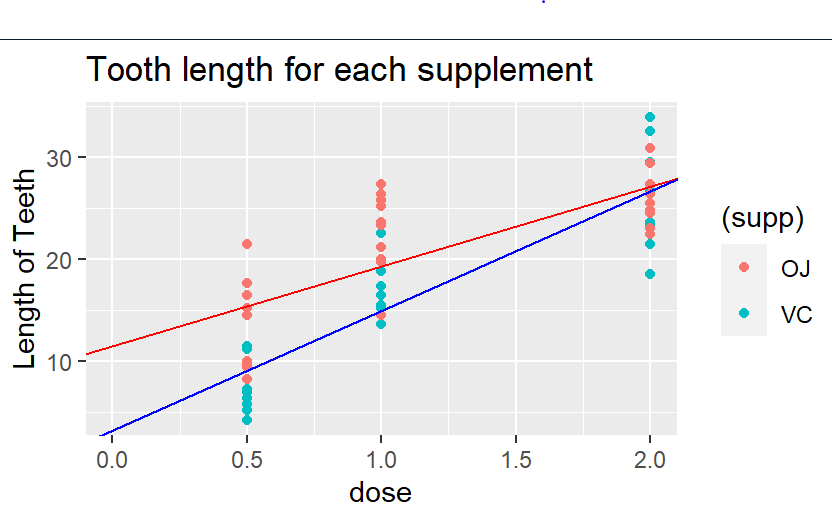 Tooth length for each supplement
30
20
10
Length of Teeth
0.0 0.5 1.0 1.5 2.0
dose
(supp)
OJ
VC